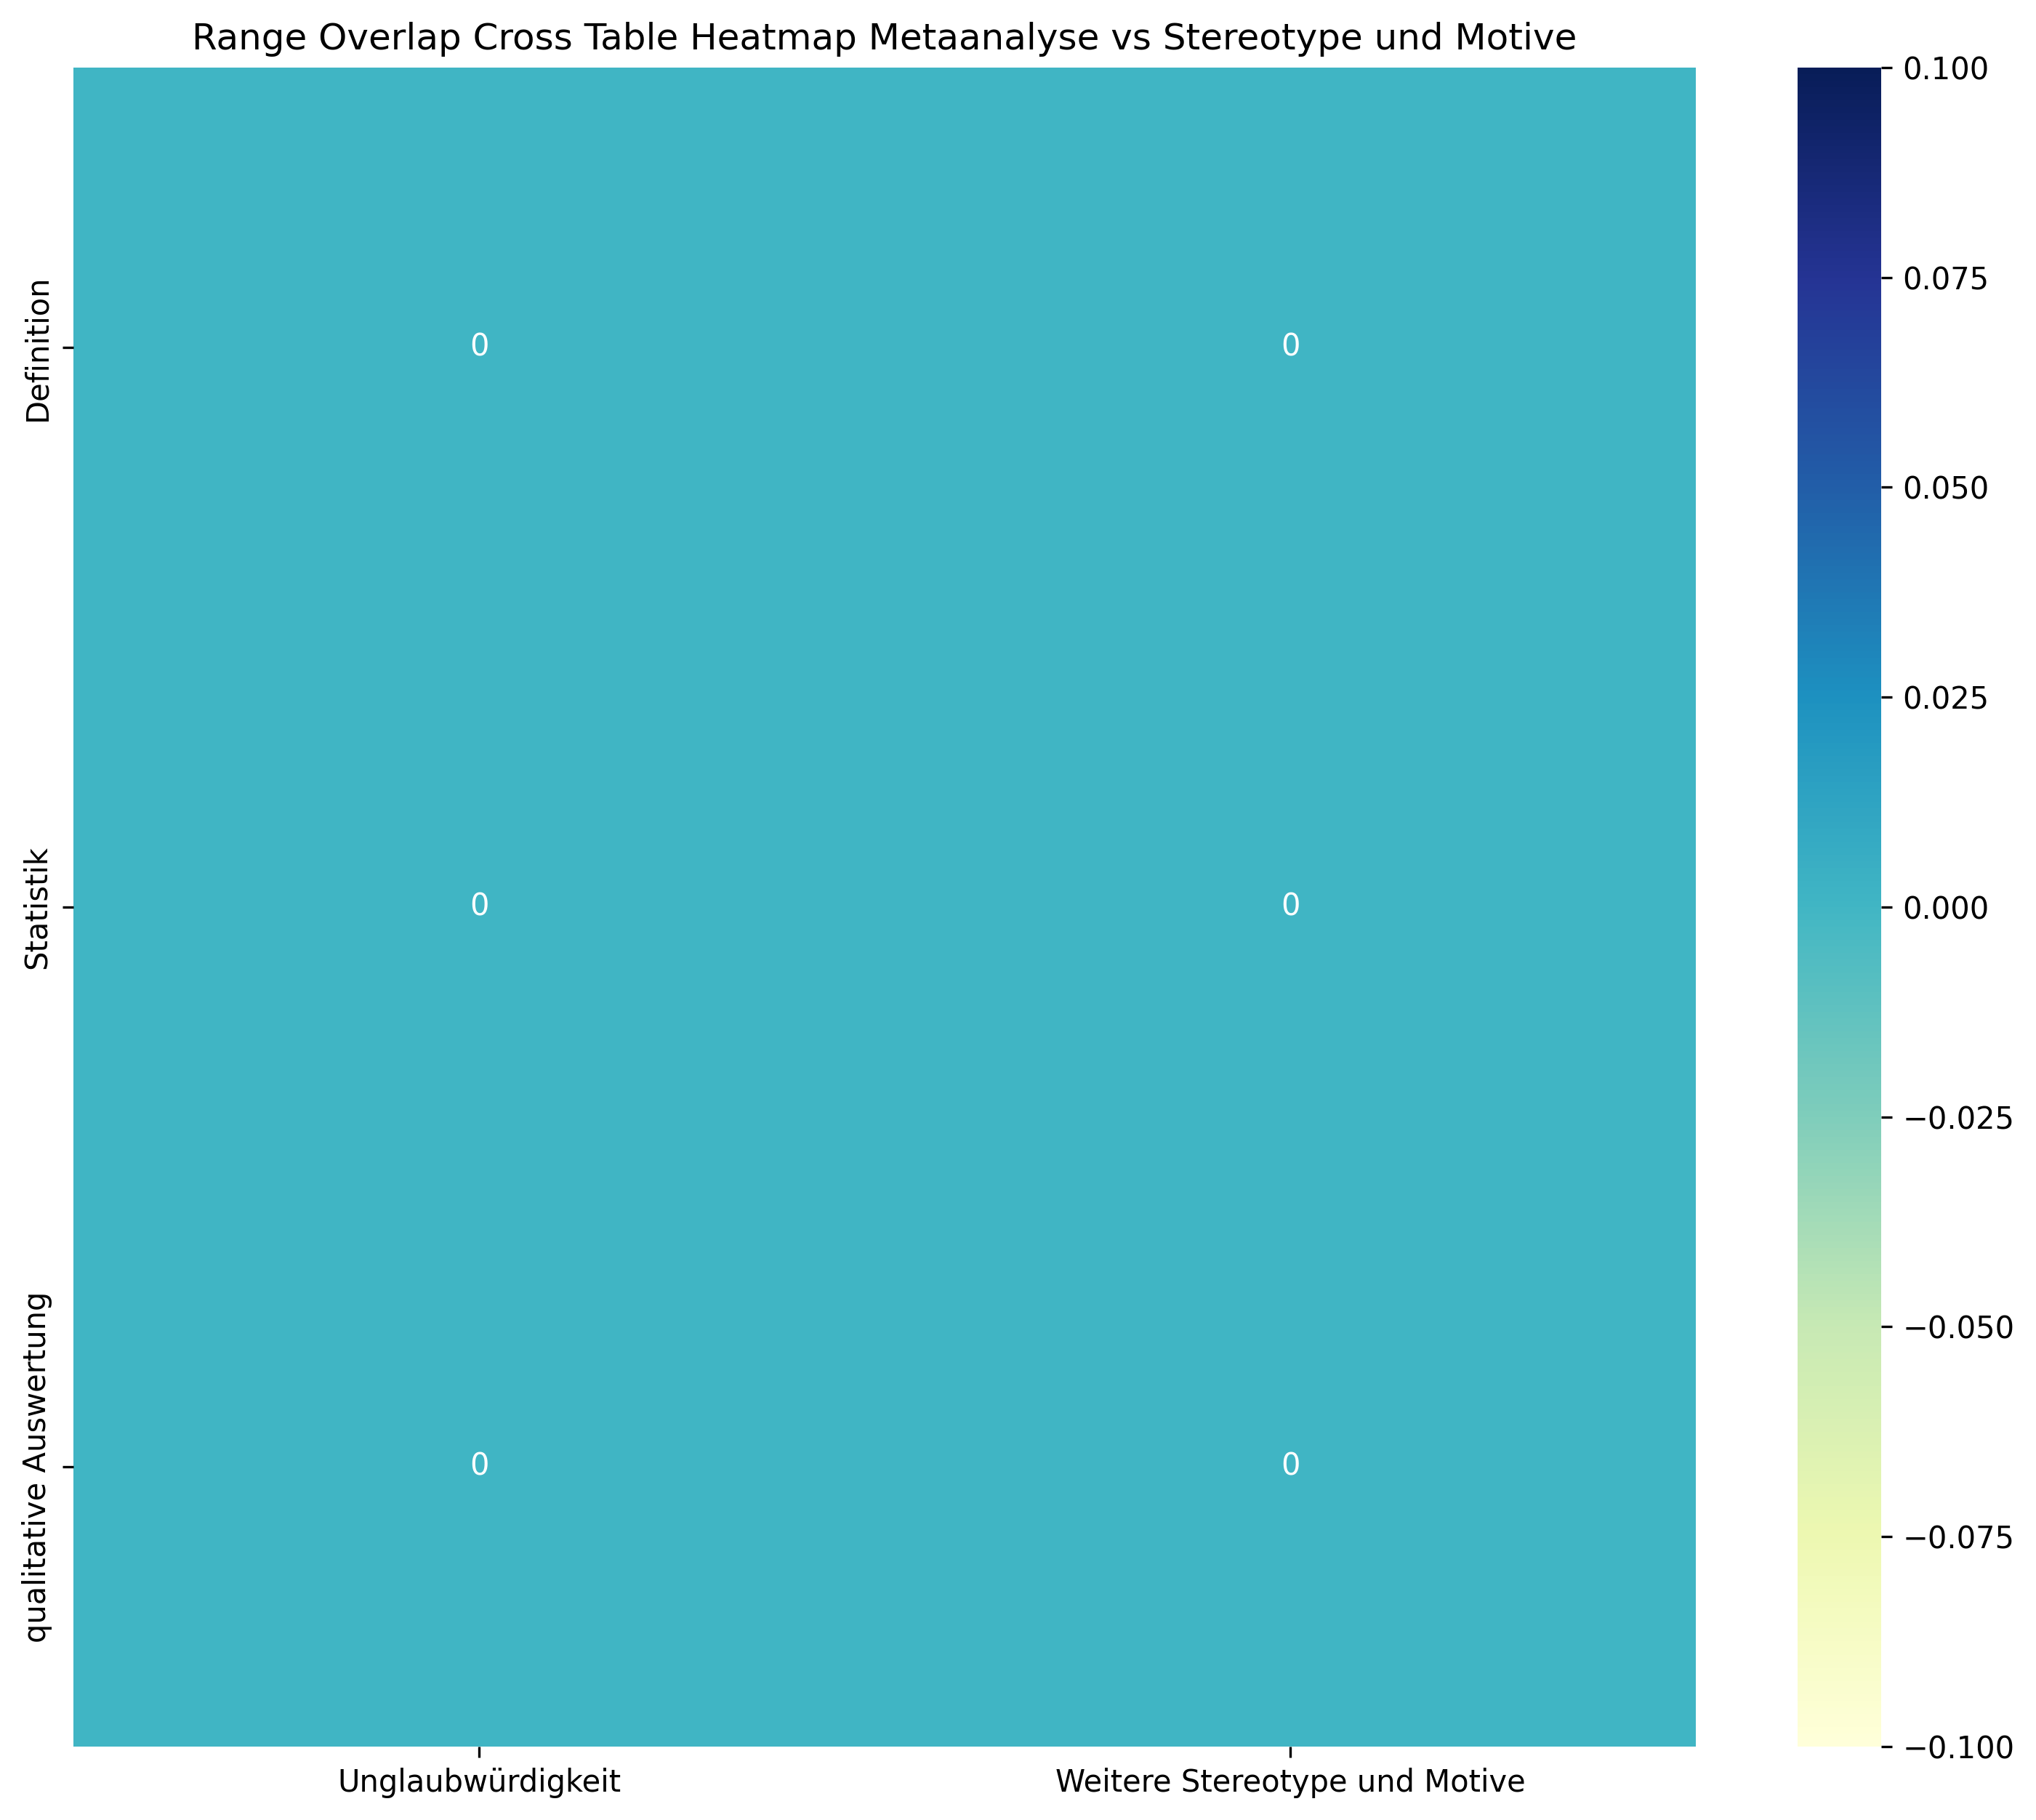 Range Overlap Cross Table Heatmap Metaanalyse vs Stereotype und Motive
Definition
0 0
Statistik
0 0
qualitative Auswertung
0 0
Unglaubwürdigkeit
Weitere Stereotype und Motive
0.100
0.075
0.050
0.025
0.000
−0.025
−0.050
−0.075
−0.100